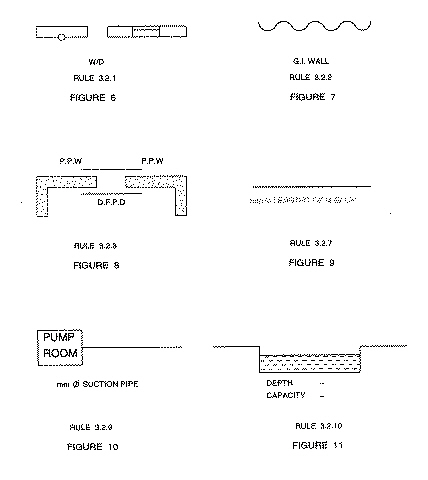 W/D
RULE 3.2.1
FIGURE 6
G.I. WALL
RULE 3.2.2
FIGURE 7
P.P.W P.P.W
D.F.P.D
RULE 3.2.3
FIGURE 8
RULE 3.2.7
FIGURE 9
PUMP
ROOM
mm Ø SUCTION PIPE
RULE 3.2.9
FIGURE 10
DEPTH –
CAPACITY –
RULE 3.2.10
FIGURE 11